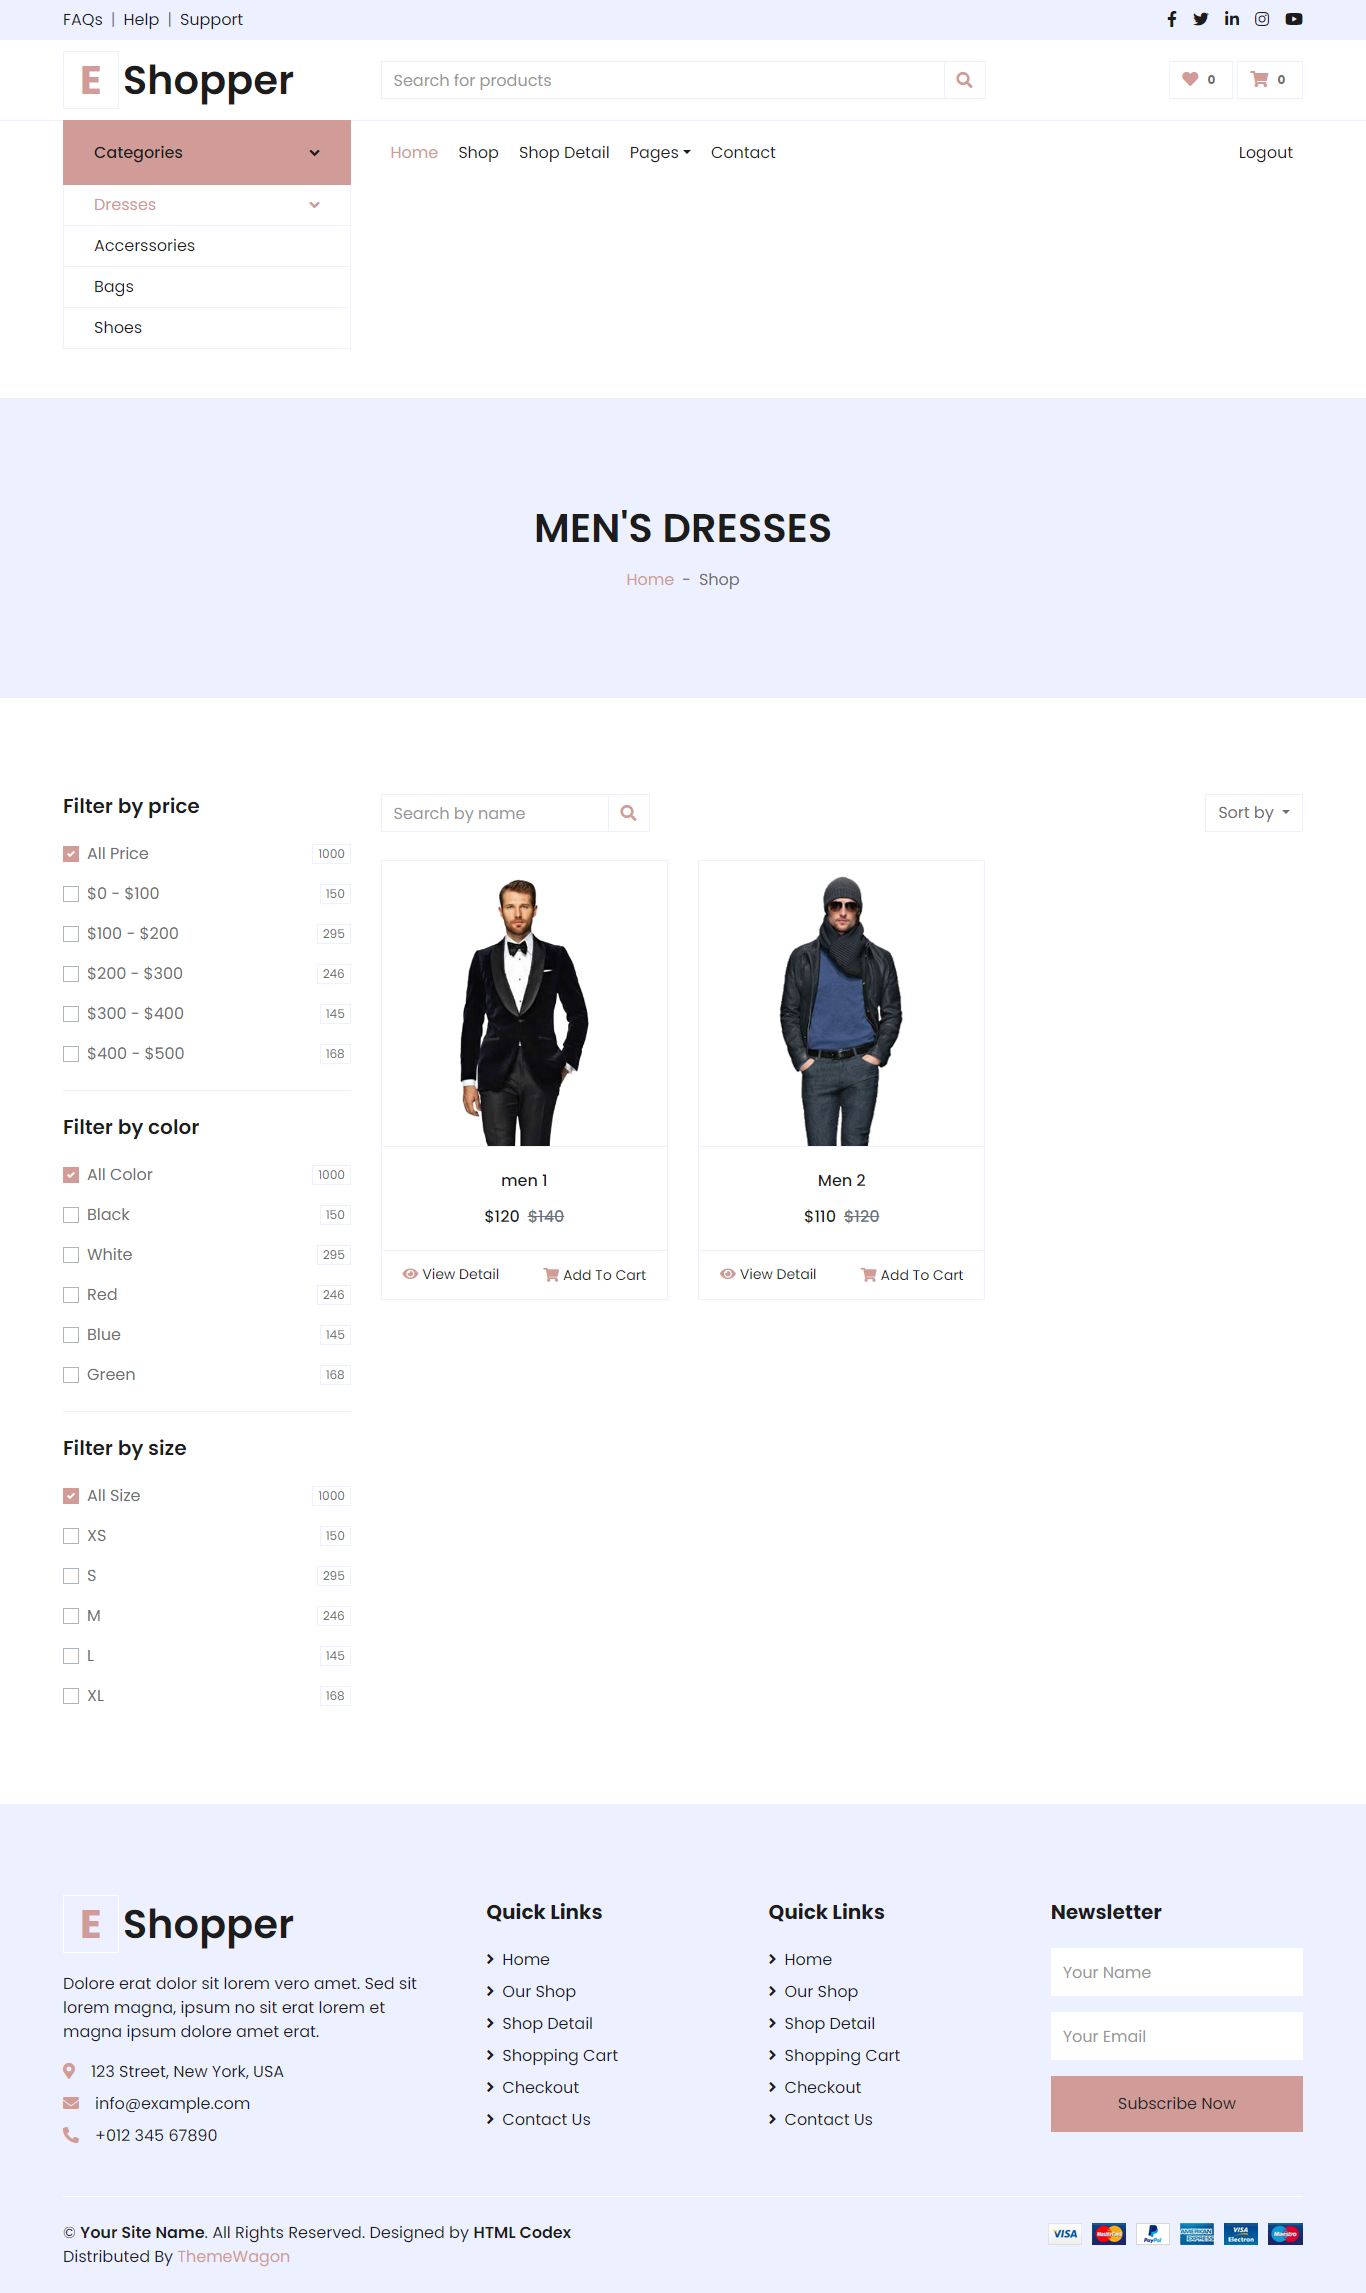 FAQs | Help | Support
E Shopper
Search for products
0
0
Categories
Home Shop Shop Detail Pages Contact
Logout
Dresses
Accerssories
Bags
Shoes
MEN'S DRESSES
Home - Shop
Filter by price
All Price 1000
$0 - $100 150
$100 - $200 295
$200 - $300 246
$300 - $400 145
$400 - $500 168
Filter by color
All Color 1000
Black 150
White 295
Red 246
Blue 145
Green 168
Filter by size
All Size 1000
XS 150
S 295
M 246
L 145
XL 168
Search by name
Sort by
men 1
$120 $140
View Detail Add To Cart
Men 2
$110 $120
View Detail Add To Cart
E Shopper
Dolore erat dolor sit lorem vero amet. Sed sit
lorem magna, ipsum no sit erat lorem et
magna ipsum dolore amet erat.
123 Street, New York, USA
info@example.com
+012 345 67890
Quick Links
Home
Our Shop
Shop Detail
Shopping Cart
Checkout
Contact Us
Quick Links
Home
Our Shop
Shop Detail
Shopping Cart
Checkout
Contact Us
Newsletter
Your Name
Your Email
Subscribe Now
© Your Site Name. All Rights Reserved. Designed by HTML Codex
Distributed By ThemeWagon
VISA MasterCard PayPal AMERICAN EXPRESS VISA Electron Maestro